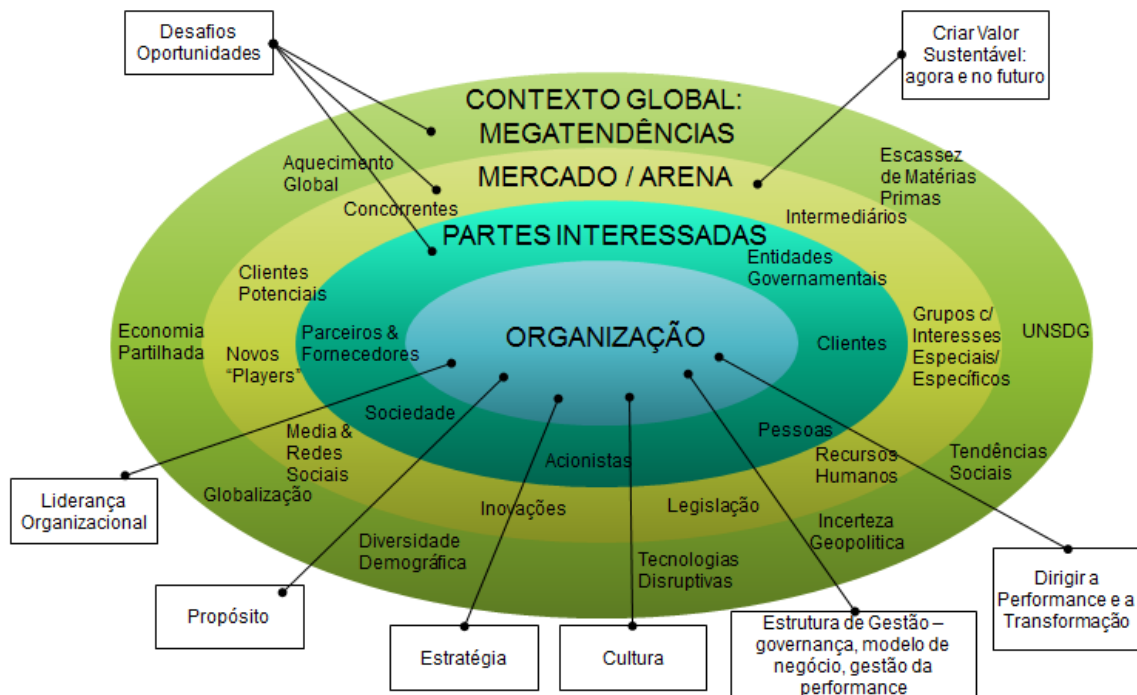 Desafios
Oportunidades
Criar Valor
Sustentável:
agora e no futuro
CONTEXTO GLOBAL:
MEGATENDÊNCIAS
Aquecimento
Global
Escassez
de Matérias
Primas
MERCADO / ARENA
Concorrentes
Intermediários
PARTES INTERESSADAS
Entidades
Governamentais
Clientes
Potenciais
Economia
Partilhada
Novos
“Players”
Parceiros &
Fornecedores
ORGANIZAÇÃO
Clientes
Grupos c/
Interesses
Especiais/
Específicos
UNSDG
Sociedade
Pessoas
Media &
Redes
Sociais
Acionistas
Recursos
Humanos
Tendências
Sociais
Globalização
Inovações
Legislação
Incerteza
Geopolitica
Diversidade
Demográfica
Tecnologias
Disruptivas
Liderança
Organizacional
Propósito
Estratégia
Cultura
Estrutura de Gestão –
governança, modelo de
negócio, gestão da
performance
Dirigir a
Performance e a
Transformação